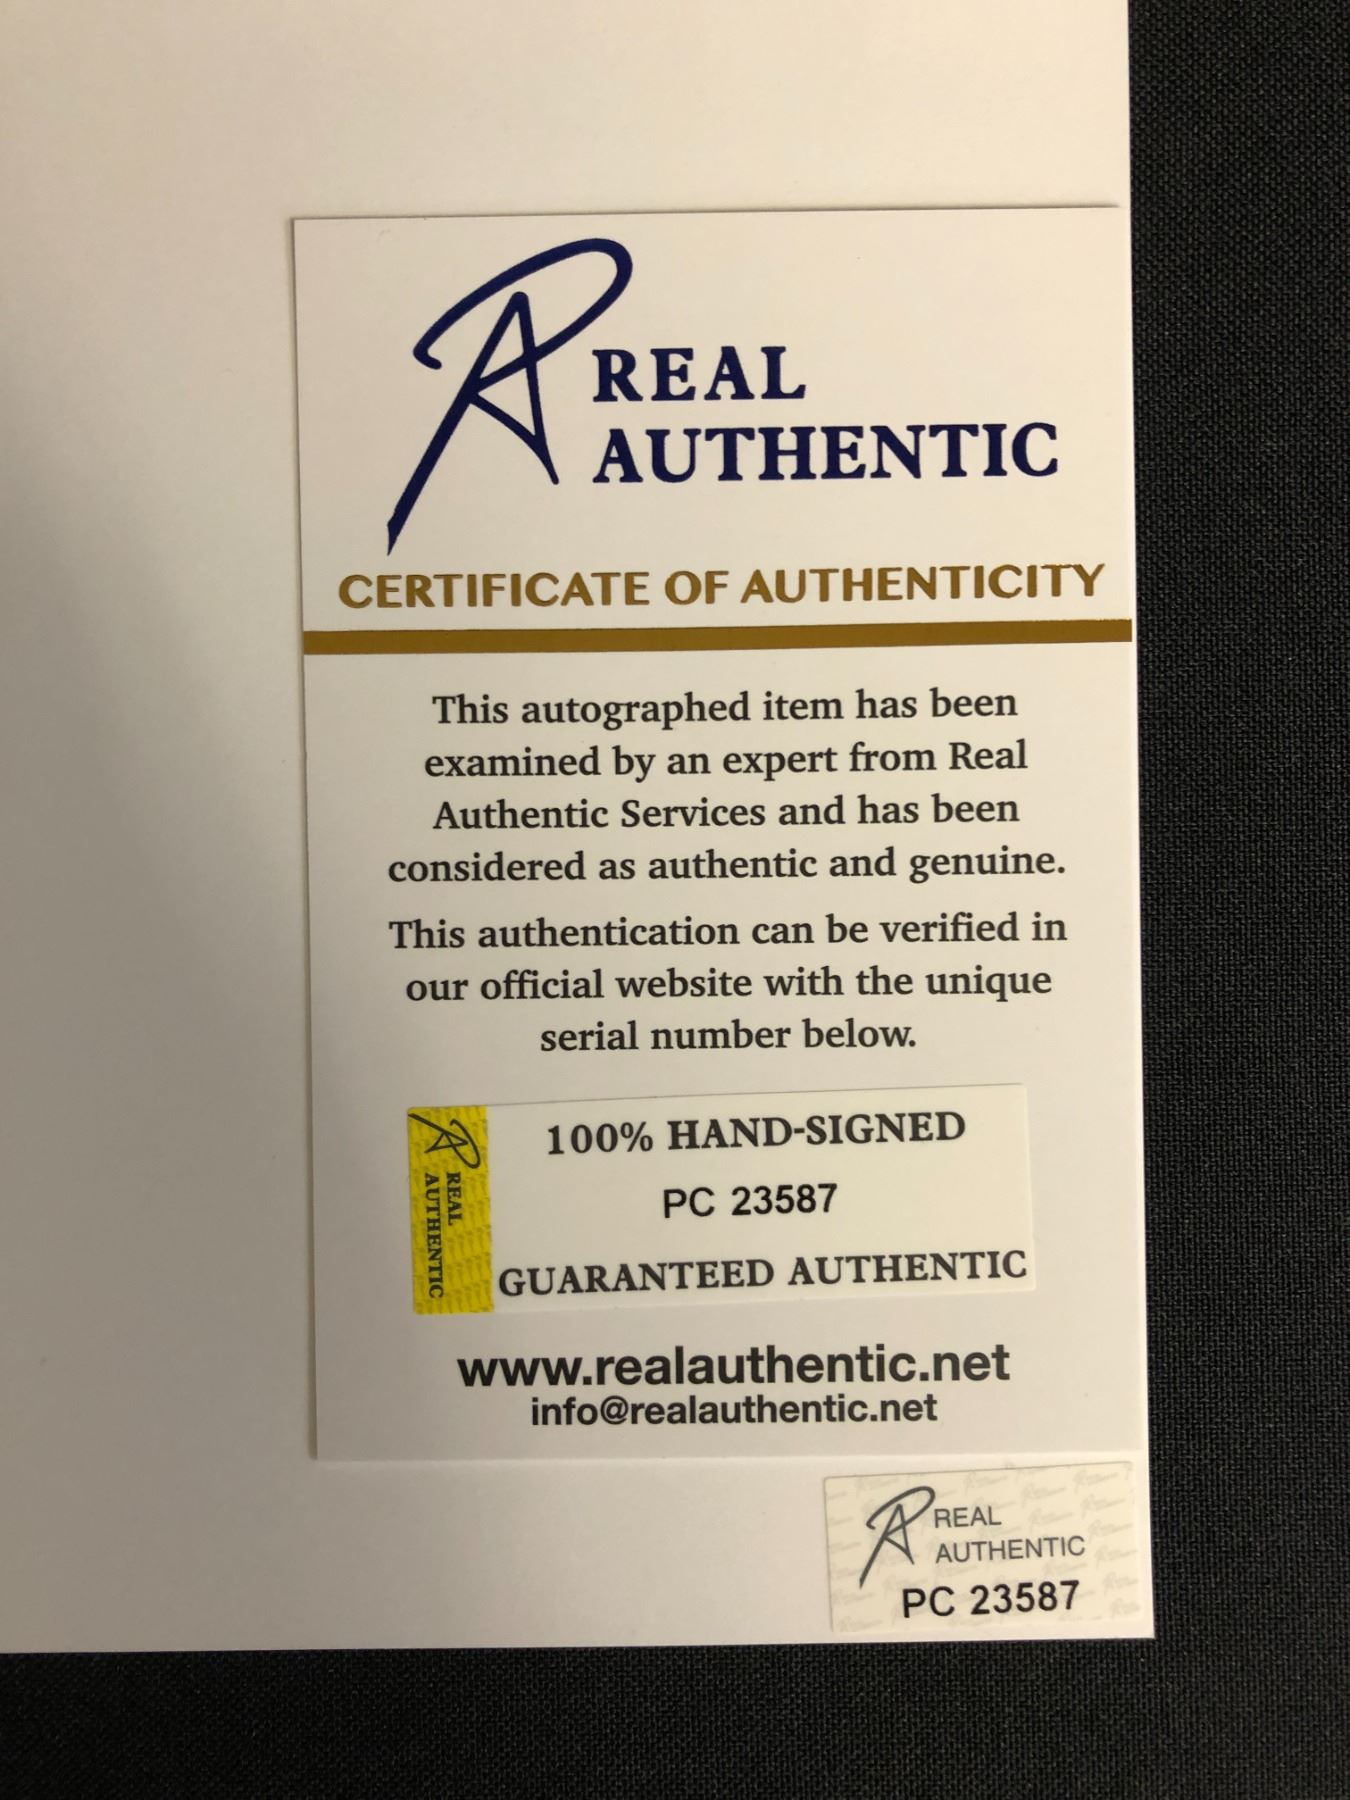 REAL
AUTHENTIC
CERTIFICATE OF AUTHENTICITY
This autographed item has been
examined by an expert from Real
Authentic Services and has been
considered as authentic and genuine.
This authentication can be verified in
our official website with the unique
serial number below.
REAL
AUTHENTIC
100% HAND-SIGNED
PC 23587
GUARANTEED AUTHENTIC
www.realauthentic.net
info@realauthentic.net
REAL
AUTHENTIC
PC 23587